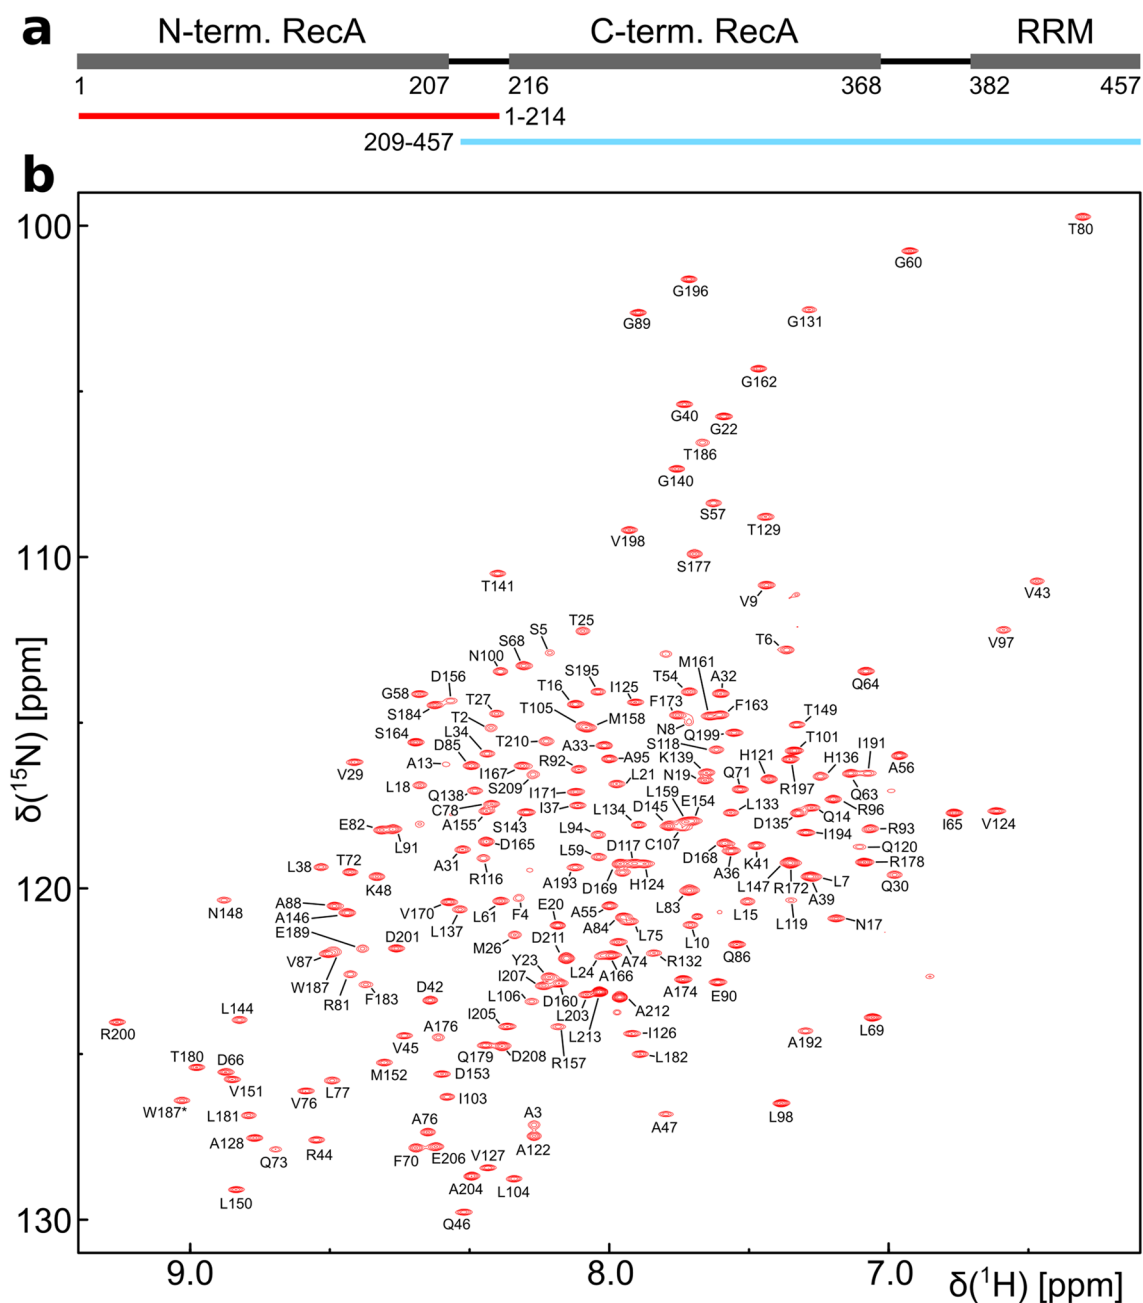 a
N-term. RecA C-term. RecA RRM
1 207 216 368 382 457
1-214
209-457
b
100
T80
G60
G196
G89 G131
G162
G40
G22
T186
G140
S57
T129
V198
110
S177
T141
V9
V43
T25
S5
V97
S68
T6
N100
M161
D156 S195 A32 Q64
G58 T16 I125 T54
T27 F173 F163
S184 T105 T149
T2 M158 N8
L34 Q199 T101
S164 T210 S118 I191
D85 A33 H121 H136
A13 R92 A95 K139 A56
V29 I167 Q71
S209 N19 R197 Q63
L18 I171 L21
Q138 L159 R96
C78 I37 L133
A155 S143 L134 D145 E154 D135 Q14 I65 V124
E82 L94 I194 R93
L91 D165 D117 C107 Q120
A31 L59 D168 K41 R178
T72 R116 A193 A36 L7
L38 D169 H124 L147 R172 A39 Q30
K48 L83
A88 L119
N148 A146 V170 L61 F4 E20 A55 L15 N17
E189 L137 A84 L75
D201 M26 L10
D211 A74 Q86
Y23 R132
V87 L24 A166
W187 I207
R81 F183 D42 L106 D160 A174 E90
L203 A212
L144 I205 L213
R200 A176 I126 L69
V45 A192
T180 D66 Q179 D208 R157 L182
M152
V151 D153
L77
W187* V76 I103
L181 A76 A3 A47 L98
A128 A122
Q73 R44 F70 E206 V127
A204 L104
L150
Q46
120
130
δ(¹⁵N) [ppm]
9.0 8.0 7.0 δ(¹H) [ppm]